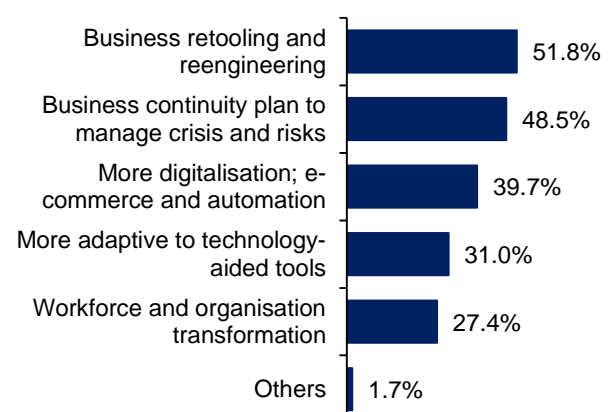 Business retooling and
reengineering
51.8%
Business continuity plan to
manage crisis and risks
48.5%
More digitalisation; e-
commerce and automation
39.7%
More adaptive to technology-
aided tools
31.0%
Workforce and organisation
transformation
27.4%
Others
1.7%